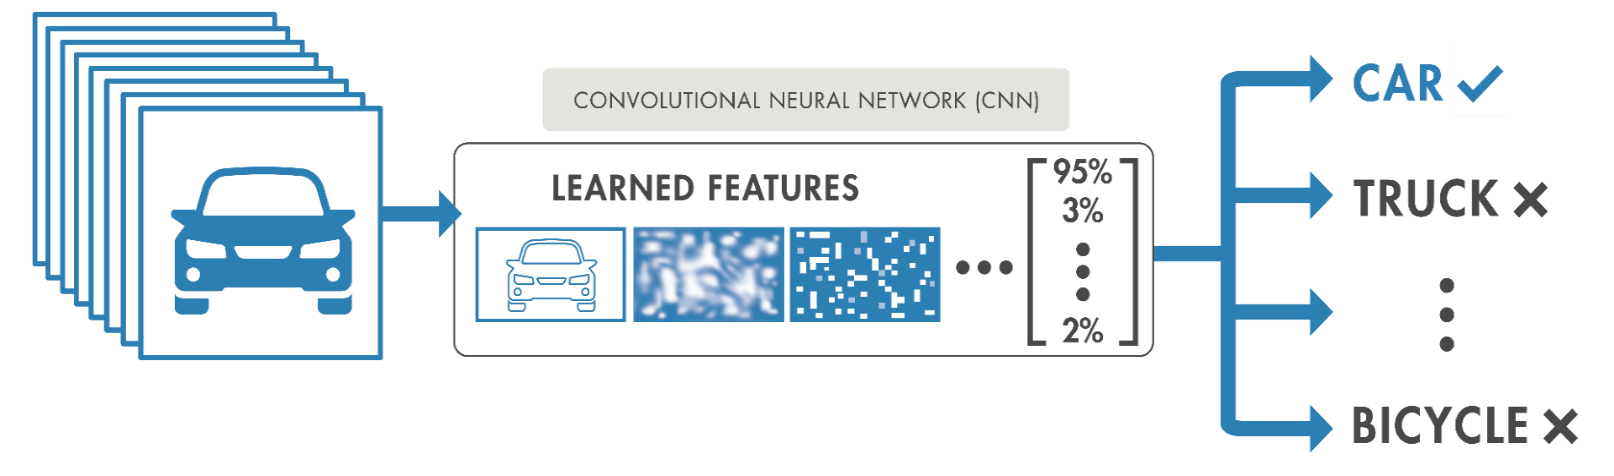 CONVOLUTIONAL NEURAL NETWORK (CNN)
LEARNED FEATURES
95%
3%
2%
CAR
TRUCK
BICYCLE